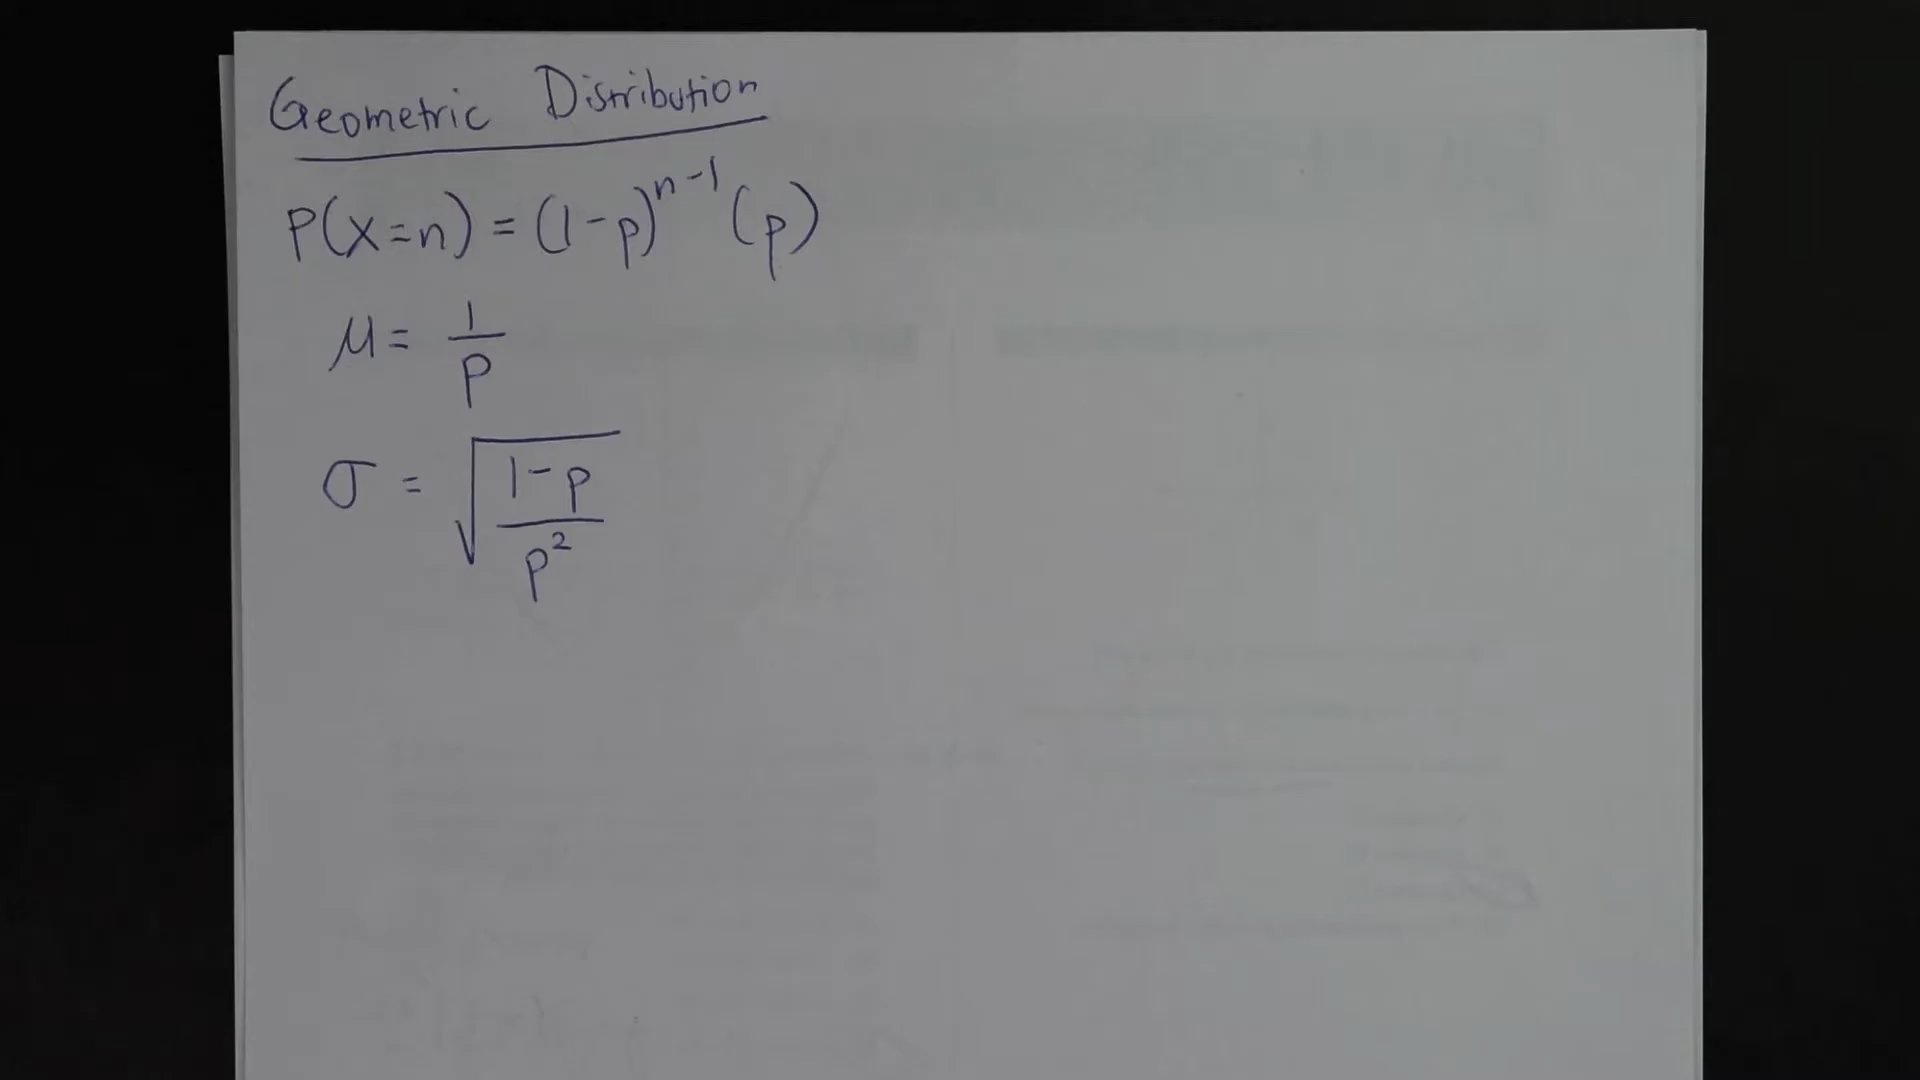 Geometric Distribution
P(x=n) = (1-p)^{n-1} (p)
μ = 1/p
σ = √((1-p)/p²)